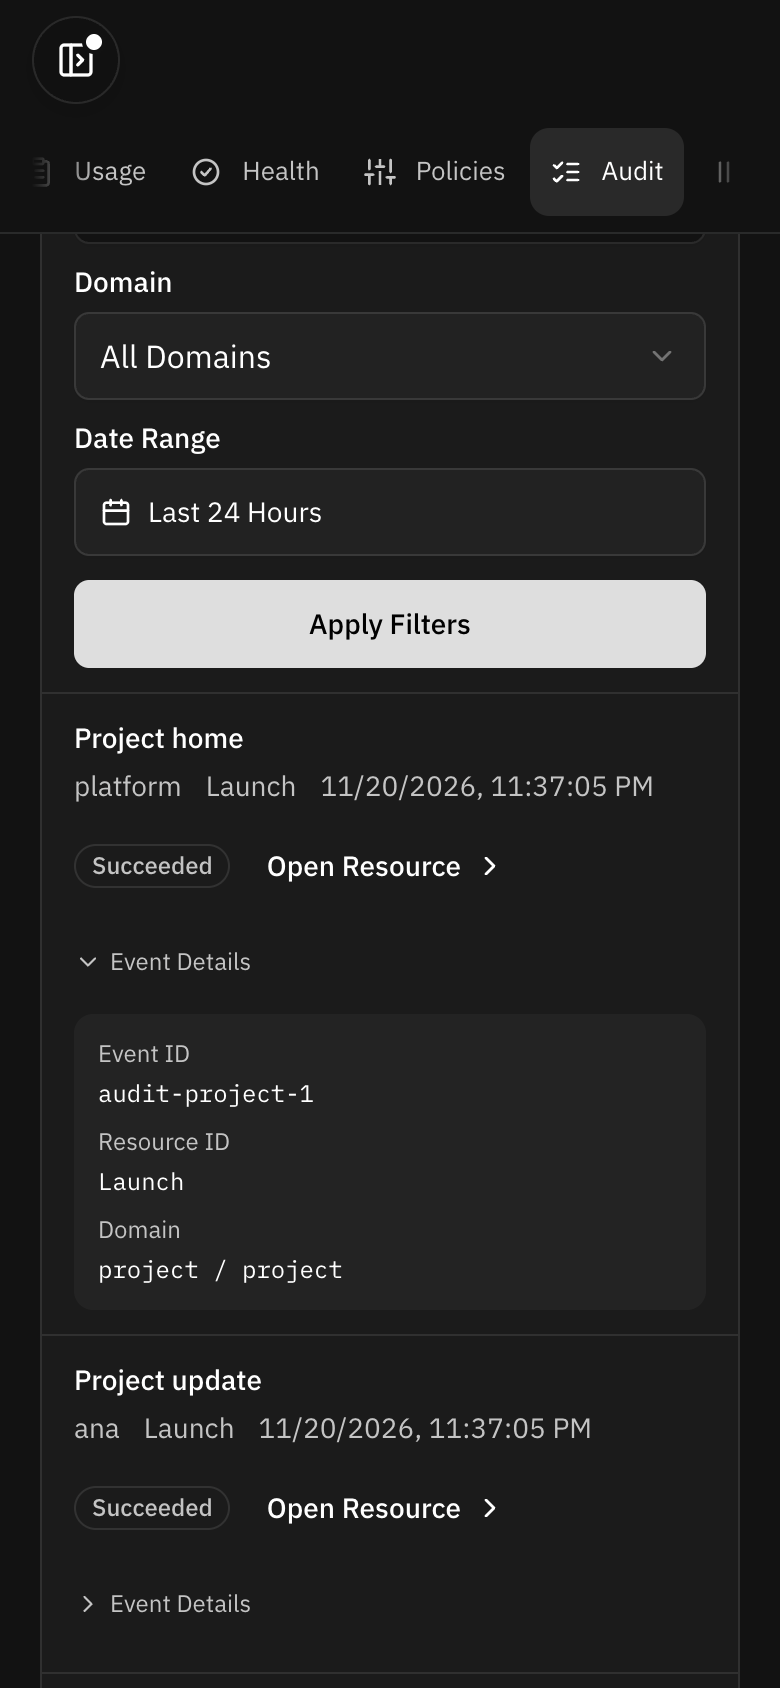 Usage Health Policies Audit
Domain
All Domains
Date Range
Last 24 Hours
Apply Filters
Project home
platform Launch 11/20/2026, 11:37:05 PM
Succeeded Open Resource
Event Details
Event ID
audit-project-1
Resource ID
Launch
Domain
project / project
Project update
ana Launch 11/20/2026, 11:37:05 PM
Succeeded Open Resource
Event Details